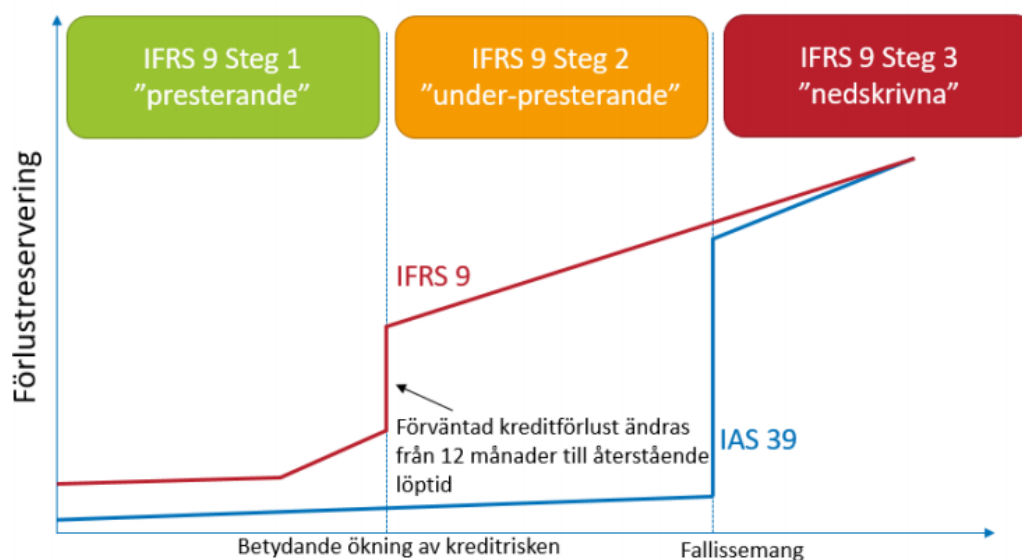 IFRS 9 Steg 1
”presterande”
IFRS 9 Steg 2
”under-presterande”
IFRS 9 Steg 3
”nedskrivna”
Förlustreservering
IFRS 9
Förväntad kreditförlust ändras
från 12 månader till återstående
löptid
IAS 39
Betydande ökning av kreditrisken
Fallissemang